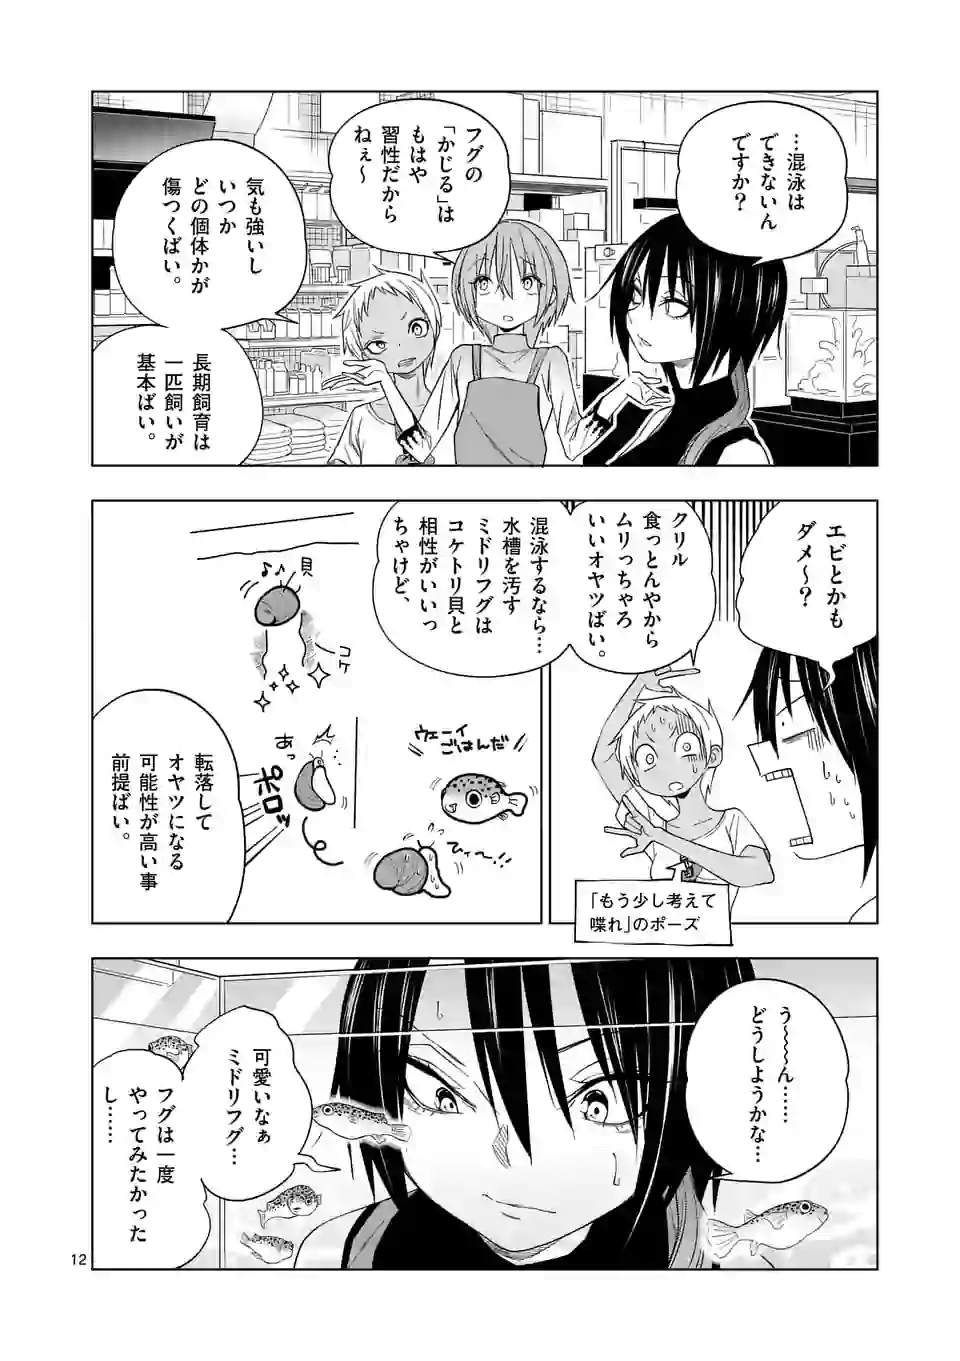 …混泳は
できないん
ですか？
フグの
「かじる」は
もはや
習性だから
ねぇ～
気も強いし
いつか
どの個体かが
傷つくばい。
長期飼育は
一匹飼いが
基本ばい。
エビとかも
ダメ～？
クリル
食っとんやから
ムリっちゃろ
いいオヤツばい。
「もう少し考えて
喋れ」のポーズ
混泳するなら…
水槽を汚す
ミドリフグは
コケトリ貝と
相性がいいっ
ちゃけど、
♪♪
貝
コケ
あっ
ポロッ
ウェーイ
ごはんだ
ひぃ～!!
転落して
オヤツになる
可能性が高い事
前提ばい。
う～～～ん……
どうしようかな…
可愛いなぁ
ミドリフグ…
フグは一度
やってみたかった
し……
12